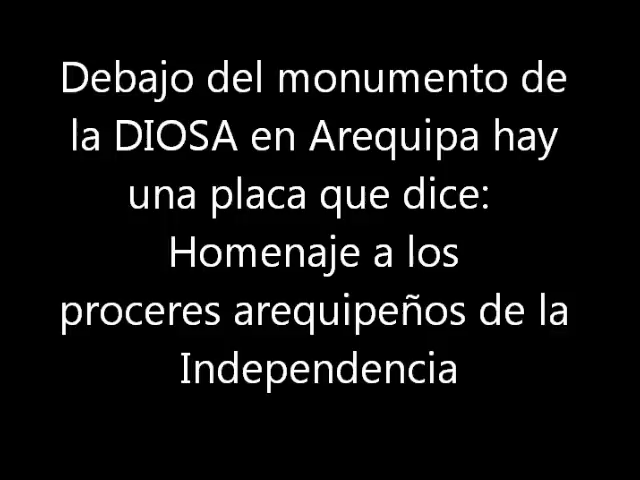 Debajo del monumento de
la DIOSA en Arequipa hay
una placa que dice:
Homenaje a los
proceres arequipeños de la
Independencia